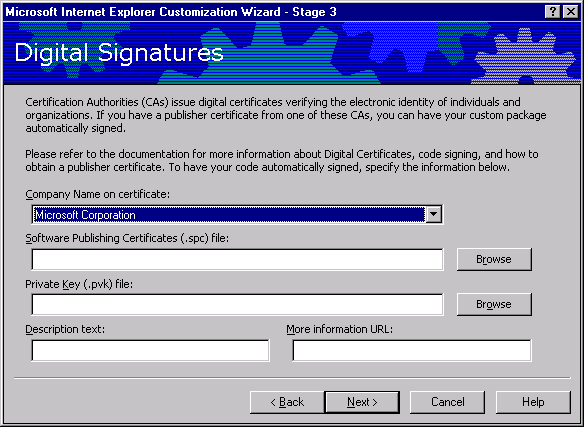 Microsoft Internet Explorer Customization Wizard - Stage 3
Digital Signatures
Certification Authorities (CAs) issue digital certificates verifying the electronic identity of individuals and
organizations. If you have a publisher certificate from one of these CAs, you can have your custom package
automatically signed.
Please refer to the documentation for more information about Digital Certificates, code signing, and how to
obtain a publisher certificate. To have your code automatically signed, specify the information below.
Company Name on certificate:
Microsoft Corporation
Software Publishing Certificates (.spc) file:
Browse
Private Key (.pvk) file:
Browse
Description text: More information URL:
< Back Next > Cancel Help